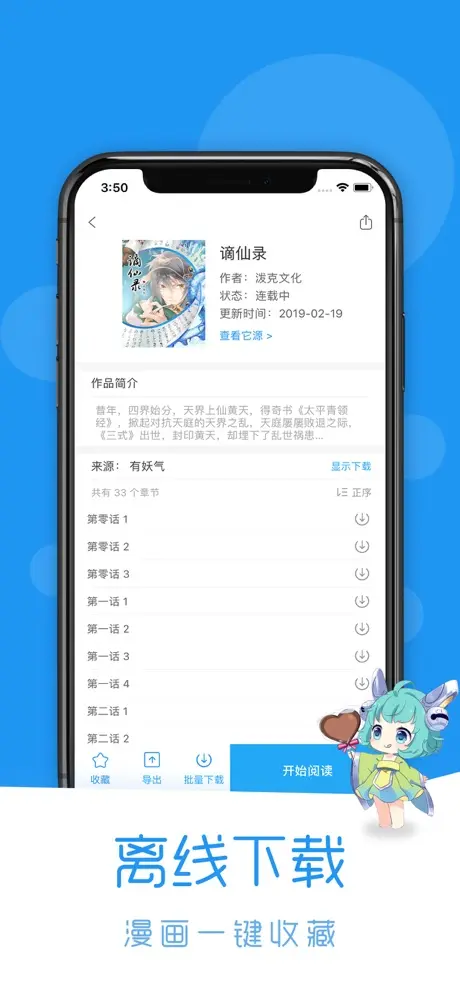 3:50
谪仙录
谪仙录
作者：泼克文化
状态：连载中
更新时间：2019-02-19
查看它源 >
作品简介
昔年，四界始分，天界上仙黄天，得奇书《太平青领
经》，掀起对抗天庭的天界之乱，天庭屡屡败退之际，
《三式》出世，封印黄天，却埋下了乱世祸患...
来源： 有妖气
显示下载
共有 33 个章节
正序
第零话 1
第零话 2
第零话 3
第一话 1
第一话 2
第一话 3
第一话 4
第二话 1
第二话 2
收藏
导出
批量下载
开始阅读
离线下载
漫画一键收藏